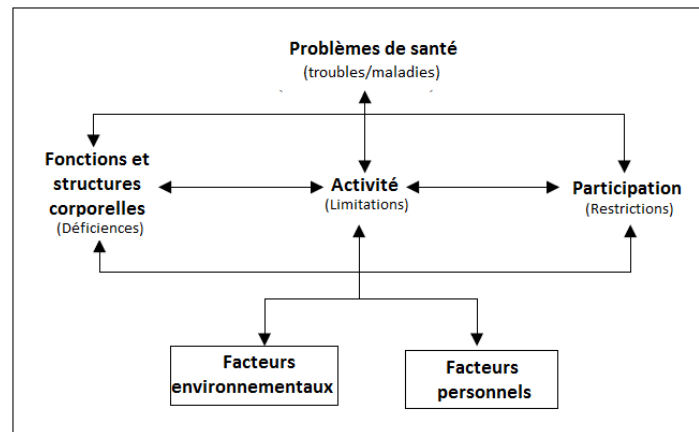 Problèmes de santé
(troubles/maladies)
Fonctions et
structures
corporelles
(Déficiences)
Activité
(Limitations)
Participation
(Restrictions)
Facteurs
environnementaux
Facteurs
personnels